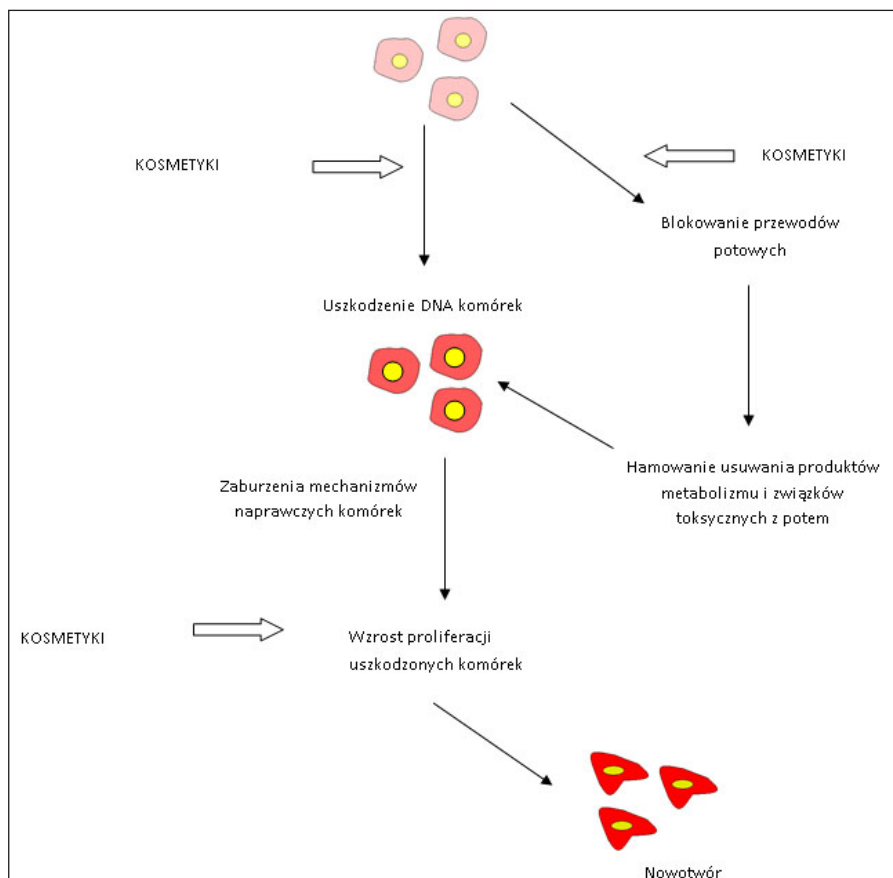 KOSMETYKI
KOSMETYKI
Blokowanie przewodów
potowych
Uszkodzenie DNA komórek
Hamowanie usuwania produktów
metabolizmu i związków
toksycznych z potem
Zaburzenia mechanizmów
naprawczych komórek
KOSMETYKI
Wzrost proliferacji
uszkodzonych komórek
Nowotwór